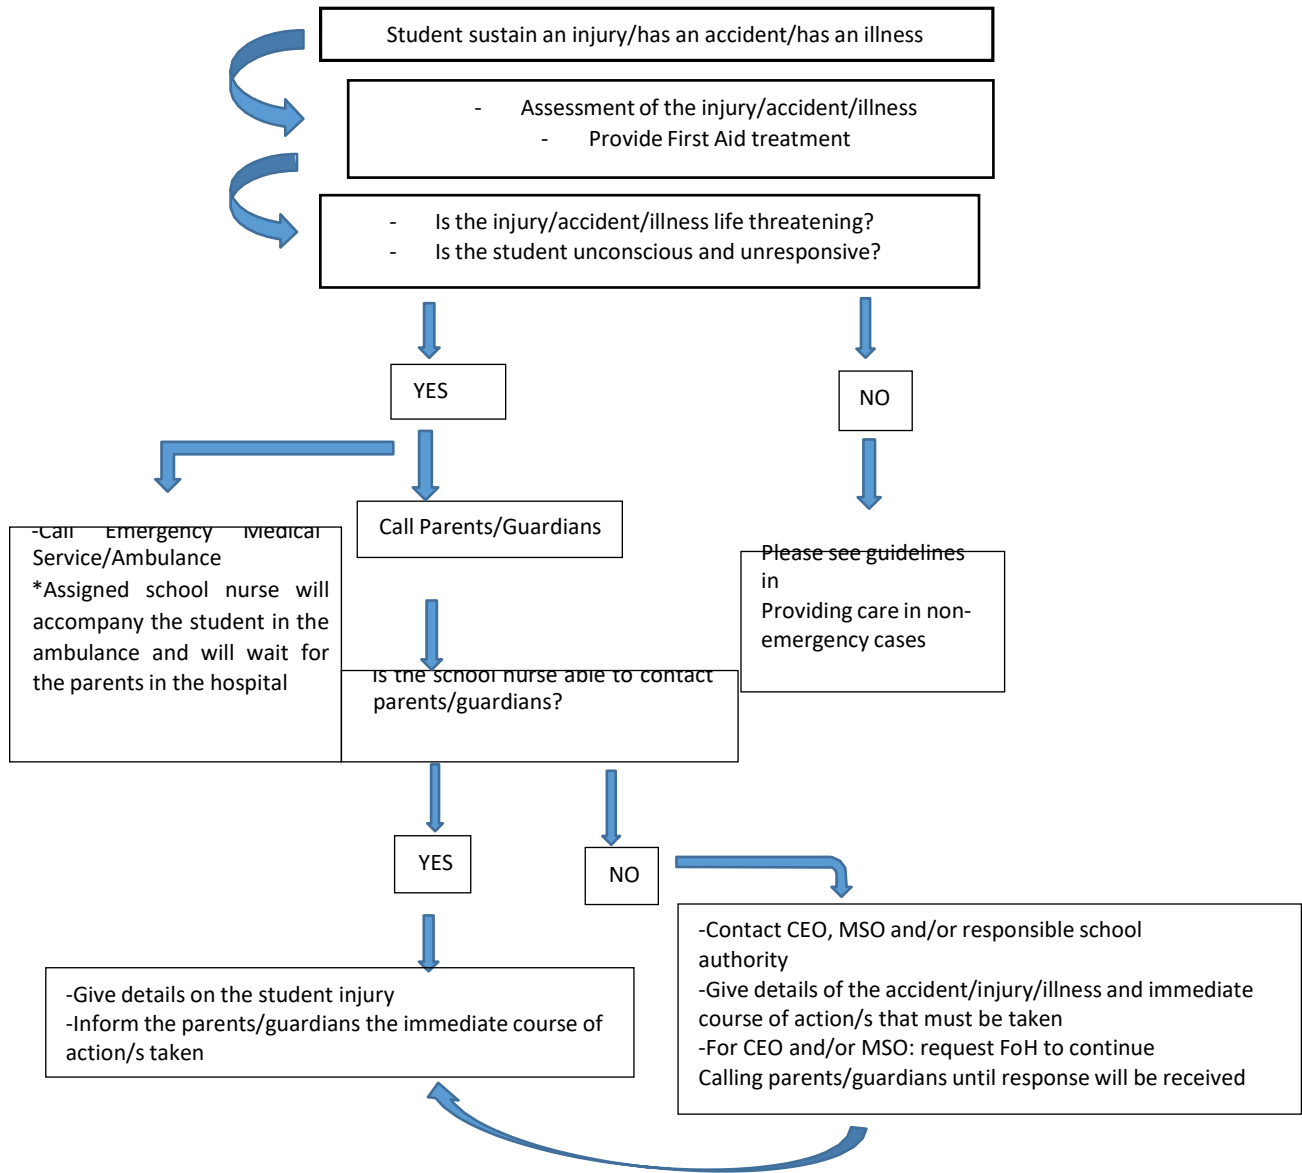 Student sustain an injury/has an accident/has an illness
- Assessment of the injury/accident/illness
- Provide First Aid treatment
- Is the injury/accident/illness life threatening?
- Is the student unconscious and unresponsive?
YES
NO
-Call Emergency Medical
Service/Ambulance
*Assigned school nurse will
accompany the student in the
ambulance and will wait for
the parents in the hospital
Call Parents/Guardians
Please see guidelines
in
Providing care in non-
emergency cases
Is the school nurse able to contact
parents/guardians?
YES
NO
-Give details on the student injury
-Inform the parents/guardians the immediate course of
action/s taken
-Contact CEO, MSO and/or responsible school
authority
-Give details of the accident/injury/illness and immediate
course of action/s that must be taken
-For CEO and/or MSO: request FoH to continue
Calling parents/guardians until response will be received